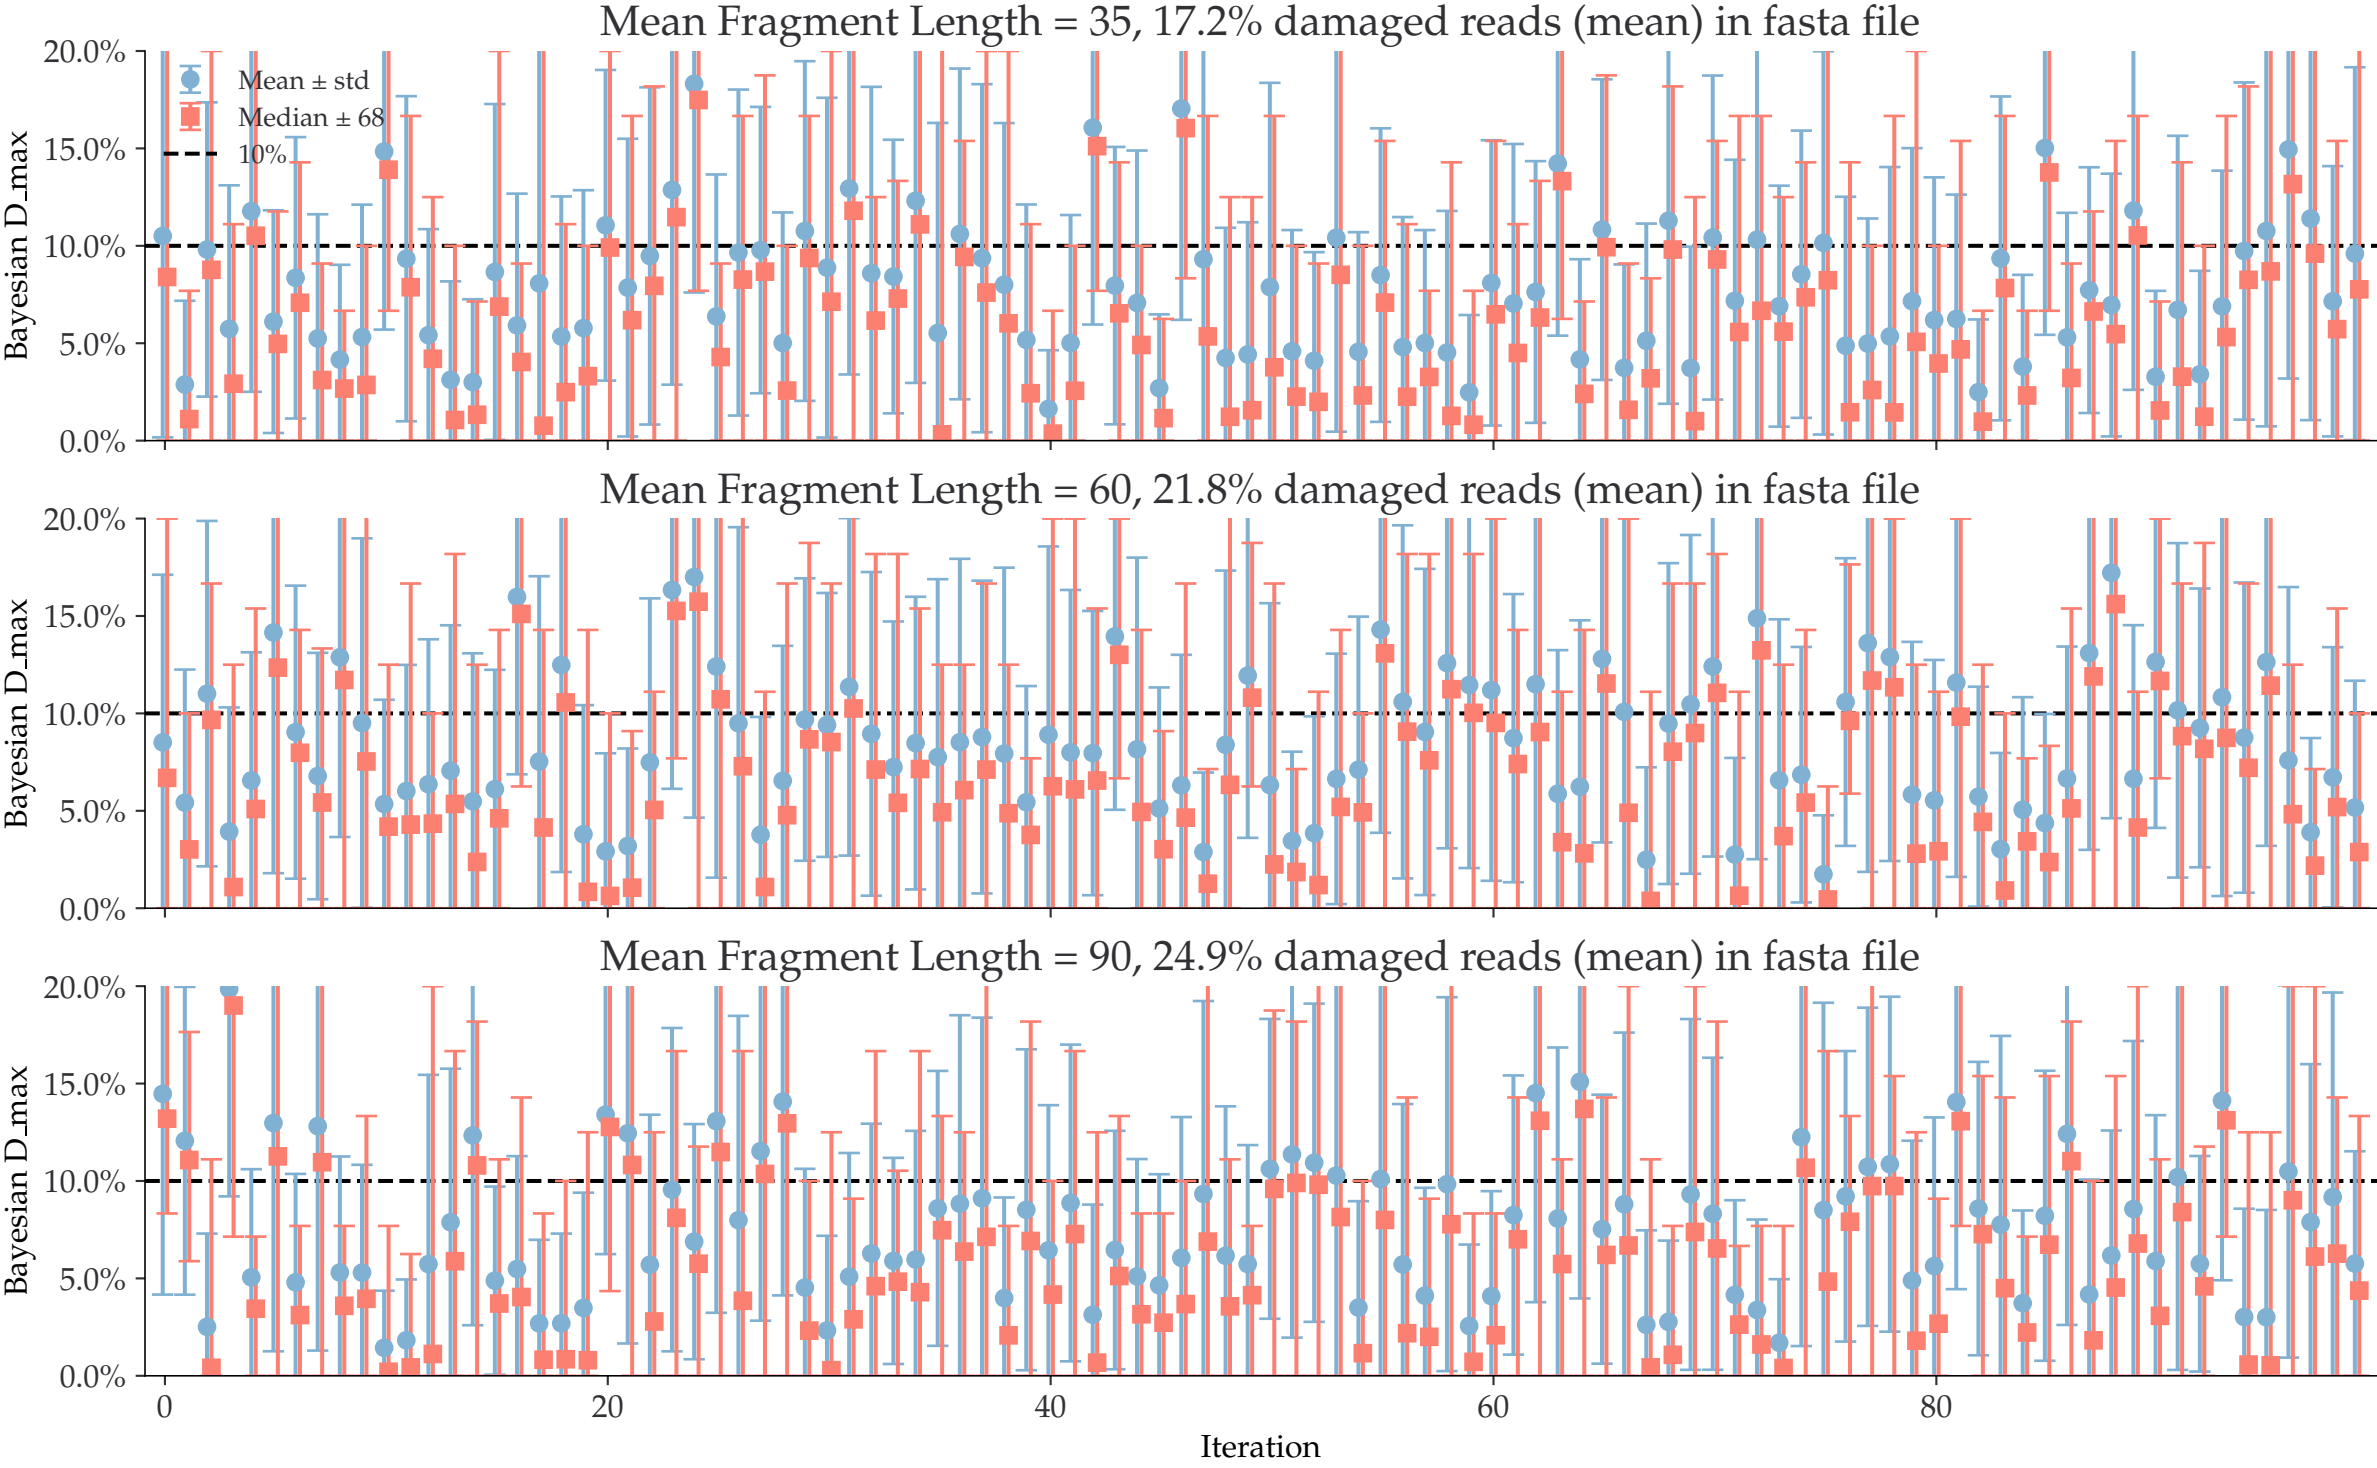 Mean Fragment Length = 35, 17.2% damaged reads (mean) in fasta file
20.0%
15.0%
10.0%
5.0%
0.0%
Bayesian D_max
Mean ± std
Median ± 68
10%
Mean Fragment Length = 60, 21.8% damaged reads (mean) in fasta file
20.0%
15.0%
10.0%
5.0%
0.0%
Bayesian D_max
Mean Fragment Length = 90, 24.9% damaged reads (mean) in fasta file
20.0%
15.0%
10.0%
5.0%
0.0%
Bayesian D_max
0 20 40 60 80
Iteration